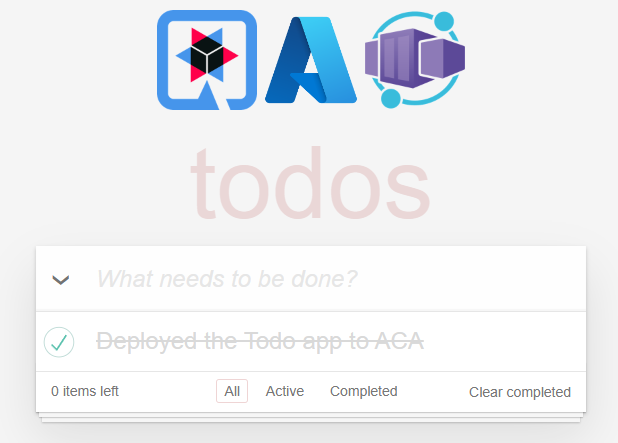 todos
What needs to be done?
Deployed the Todo app to ACA
0 items left All Active Completed Clear completed